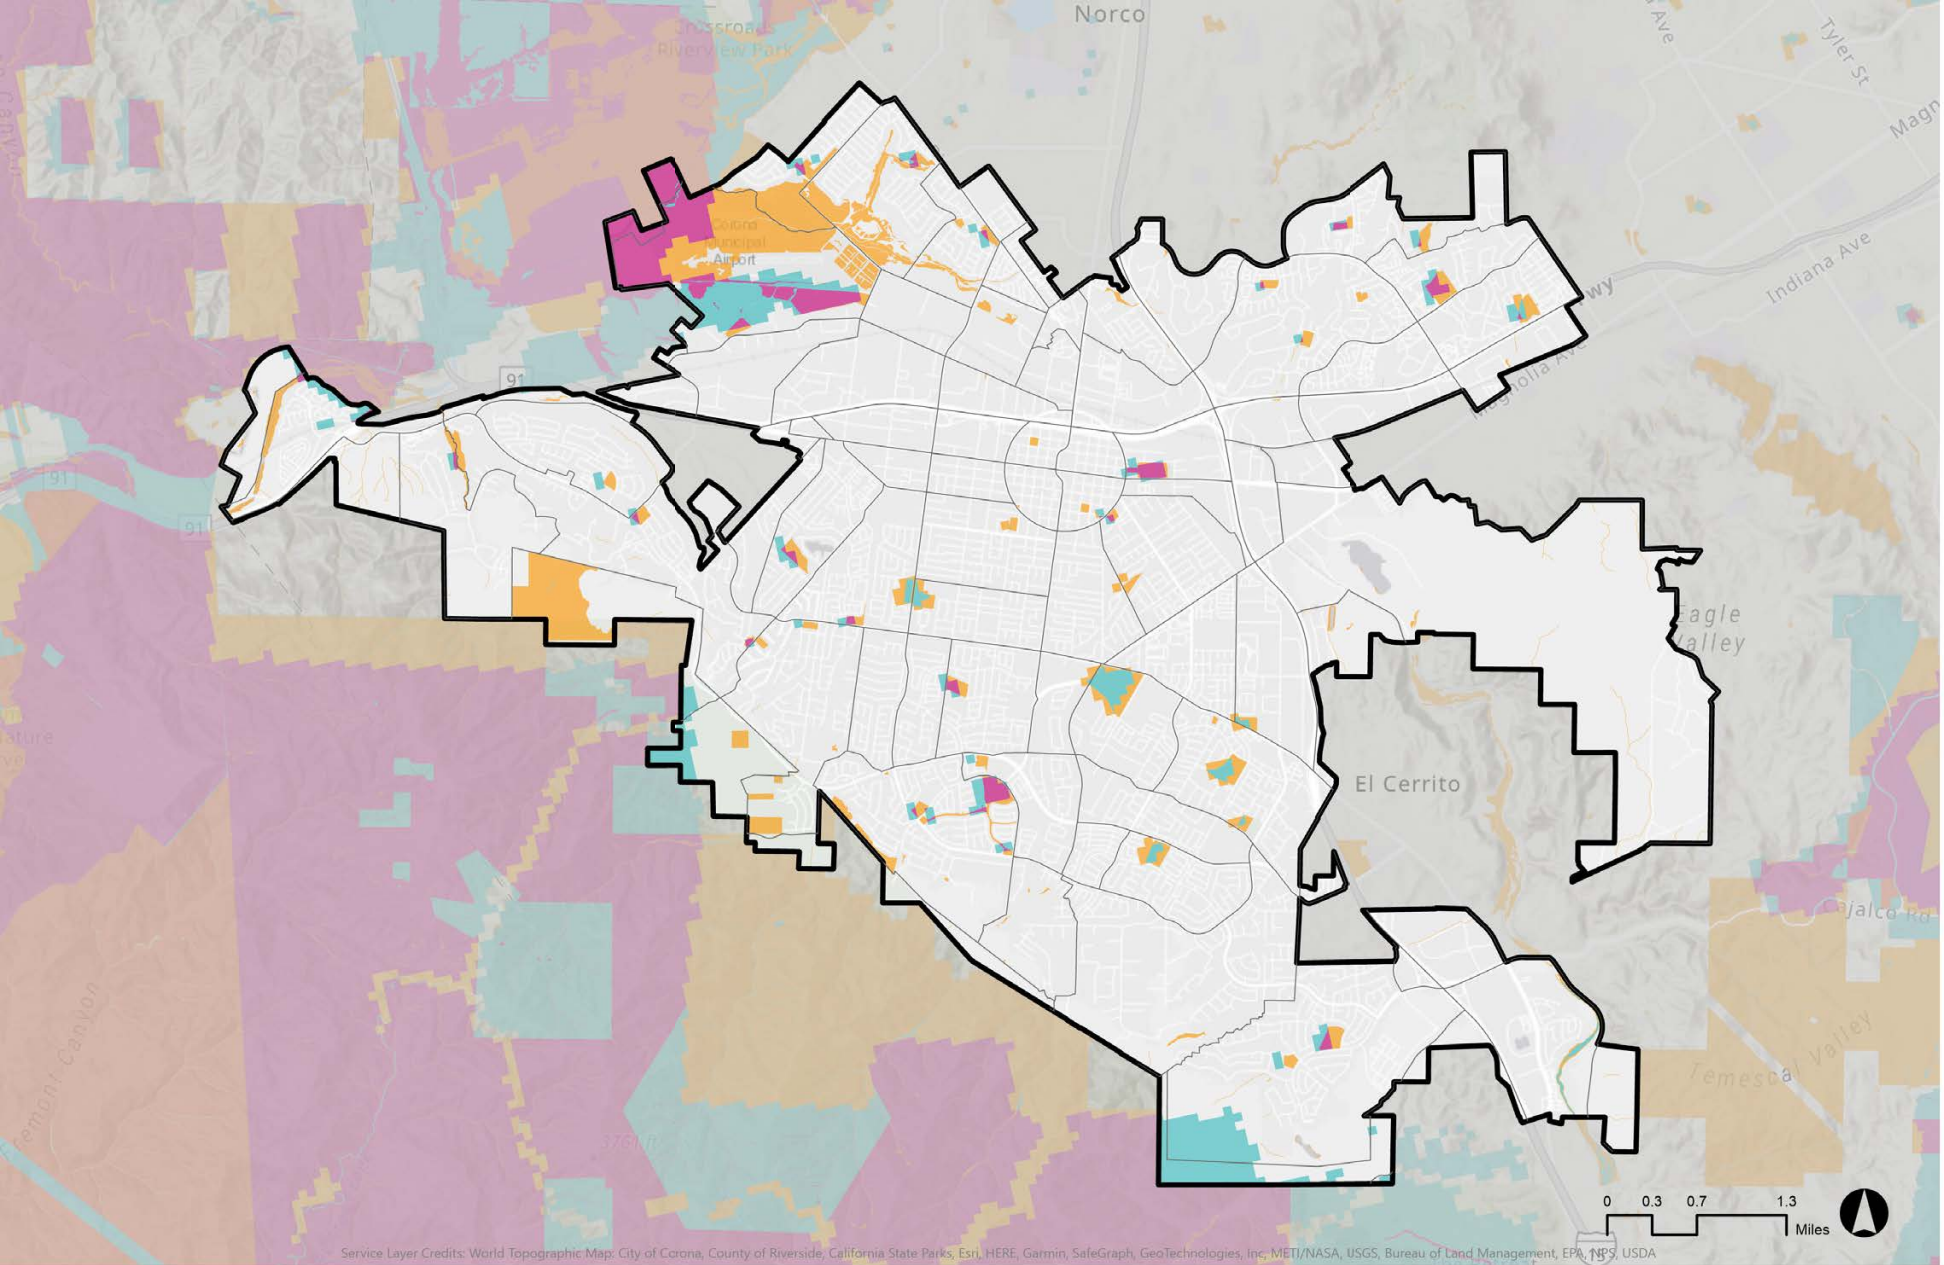 Norco
Crossroads
Riverview Park
Ave
Tyler St
Magn
Corona
Municipal
Airport
Indiana Ave
wy
Magnolia Ave
91
91
91
Eagle
Valley
El Cerrito
Cajalco Rd
Temescal Valley
0 0.3 0.7 1.3
Miles
15
Service Layer Credits: World Topographic Map: City of Corona, County of Riverside, California State Parks, Esri, HERE, Garmin, SafeGraph, GeoTechnologies, Inc, METI/NASA, USGS, Bureau of Land Management, EPA, NPS, USDA